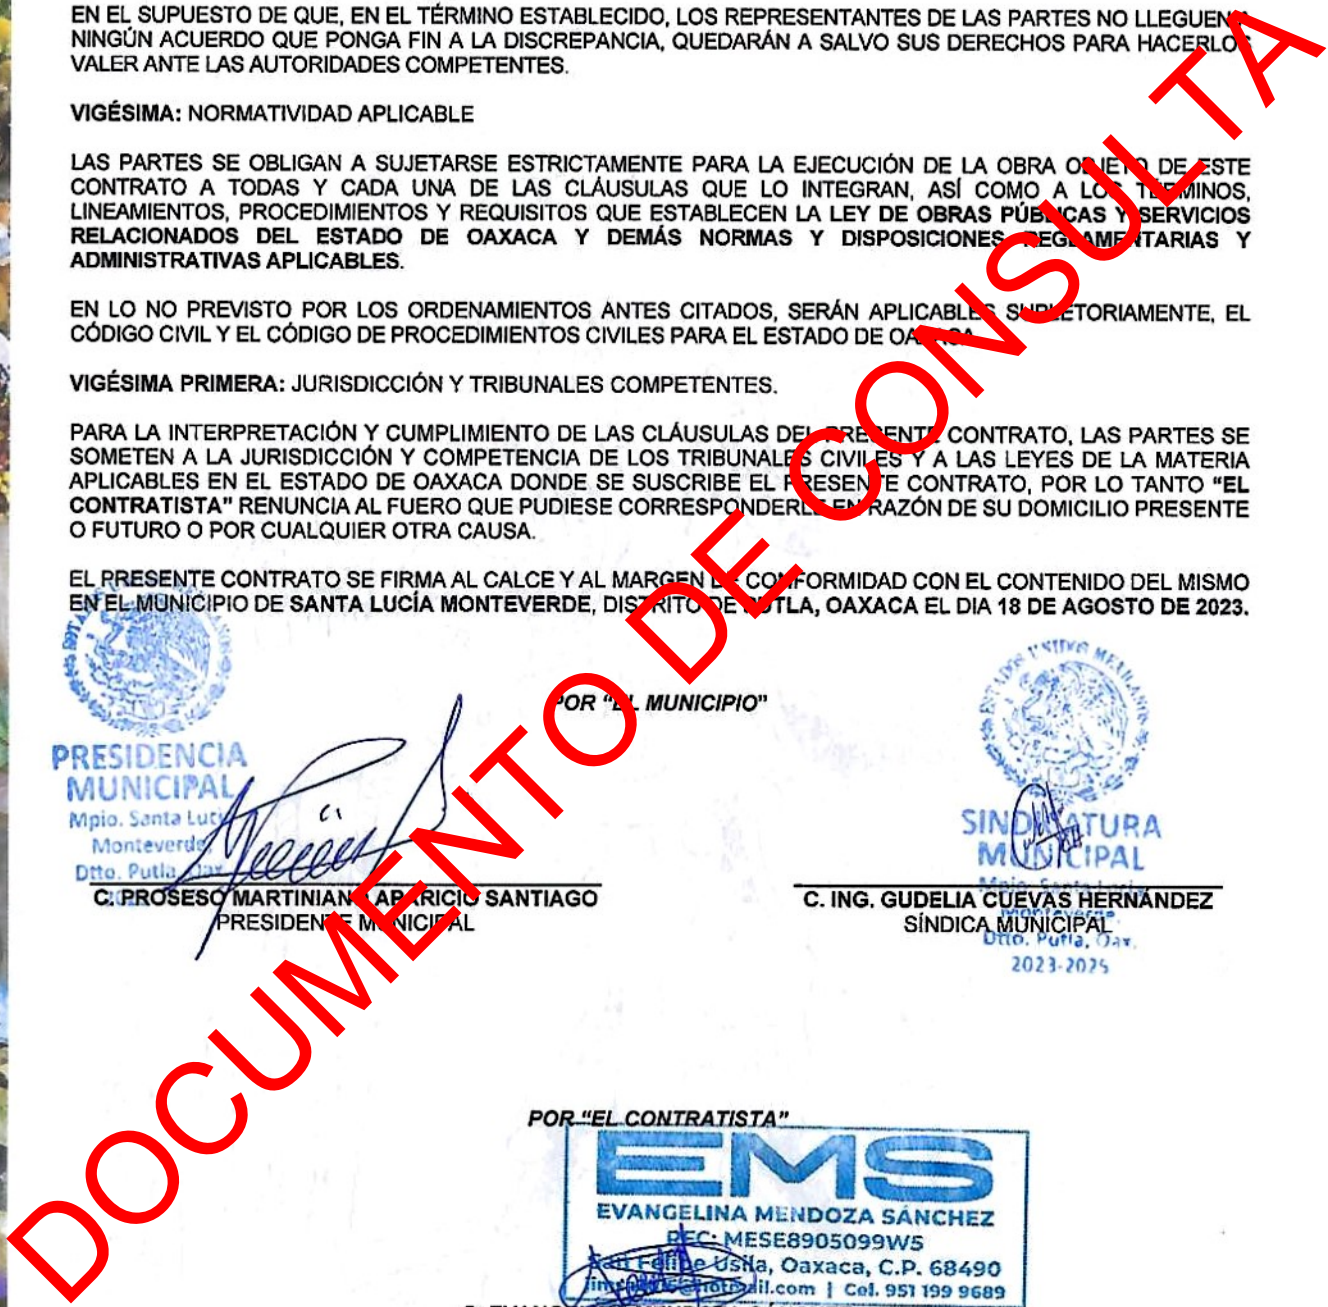 EN EL SUPUESTO DE QUE, EN EL TÉRMINO ESTABLECIDO, LOS REPRESENTANTES DE LAS PARTES NO LLEGUEN A
NINGÚN ACUERDO QUE PONGA FIN A LA DISCREPANCIA, QUEDARÁN A SALVO SUS DERECHOS PARA HACERLOS
VALER ANTE LAS AUTORIDADES COMPETENTES.
VIGÉSIMA: NORMATIVIDAD APLICABLE
LAS PARTES SE OBLIGAN A SUJETARSE ESTRICTAMENTE PARA LA EJECUCIÓN DE LA OBRA OBJETO DE ESTE
CONTRATO A TODAS Y CADA UNA DE LAS CLÁUSULAS QUE LO INTEGRAN, ASÍ COMO A LOS TÉRMINOS,
LINEAMIENTOS, PROCEDIMIENTOS Y REQUISITOS QUE ESTABLECEN LA LEY DE OBRAS PÚBLICAS Y SERVICIOS
RELACIONADOS DEL ESTADO DE OAXACA Y DEMÁS NORMAS Y DISPOSICIONES REGLAMENTARIAS Y
ADMINISTRATIVAS APLICABLES.
EN LO NO PREVISTO POR LOS ORDENAMIENTOS ANTES CITADOS, SERÁN APLICABLES SUPLETORIAMENTE, EL
CÓDIGO CIVIL Y EL CÓDIGO DE PROCEDIMIENTOS CIVILES PARA EL ESTADO DE OAXACA.
VIGÉSIMA PRIMERA: JURISDICCIÓN Y TRIBUNALES COMPETENTES.
PARA LA INTERPRETACIÓN Y CUMPLIMIENTO DE LAS CLÁUSULAS DEL PRESENTE CONTRATO, LAS PARTES SE
SOMETEN A LA JURISDICCIÓN Y COMPETENCIA DE LOS TRIBUNALES CIVILES Y A LAS LEYES DE LA MATERIA
APLICABLES EN EL ESTADO DE OAXACA DONDE SE SUSCRIBE EL PRESENTE CONTRATO, POR LO TANTO "EL
CONTRATISTA" RENUNCIA AL FUERO QUE PUDIESE CORRESPONDERLE EN RAZÓN DE SU DOMICILIO PRESENTE
O FUTURO O POR CUALQUIER OTRA CAUSA.
EL PRESENTE CONTRATO SE FIRMA AL CALCE Y AL MARGEN DE CONFORMIDAD CON EL CONTENIDO DEL MISMO
EN EL MUNICIPIO DE SANTA LUCÍA MONTEVERDE, DISTRITO DE PUTLA, OAXACA EL DIA 18 DE AGOSTO DE 2023.
POR "EL MUNICIPIO"
PRESIDENCIA
MUNICIPAL
Mpio. Santa Lucía
Monteverde,
Dtto. Putla, Oax.
C. PROSESO MARTINIANO APARICIO SANTIAGO
PRESIDENTE MUNICIPAL
ESTADOS UNIDOS MEXICANOS
SINDICATURA
MUNICIPAL
Mpio. Santa Lucía
Monteverde,
Dtto. Putla, Oax.
2023-2025
C. ING. GUDELIA CUEVAS HERNÁNDEZ
SÍNDICA MUNICIPAL
POR "EL CONTRATISTA"
EMS
EVANGELINA MENDOZA SÁNCHEZ
RFC: MESE8905099W5
San Felipe Usila, Oaxaca, C.P. 68490
| Cel. 951 199 9689
DOCUMENTO DE CONSULTA